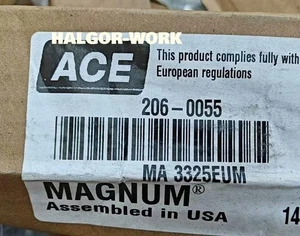 HALGOR-WORK
ACE
This product complies fully with
European regulations
206-0055
MA 3325EUM
MAGNUM®
Assembled in USA
14